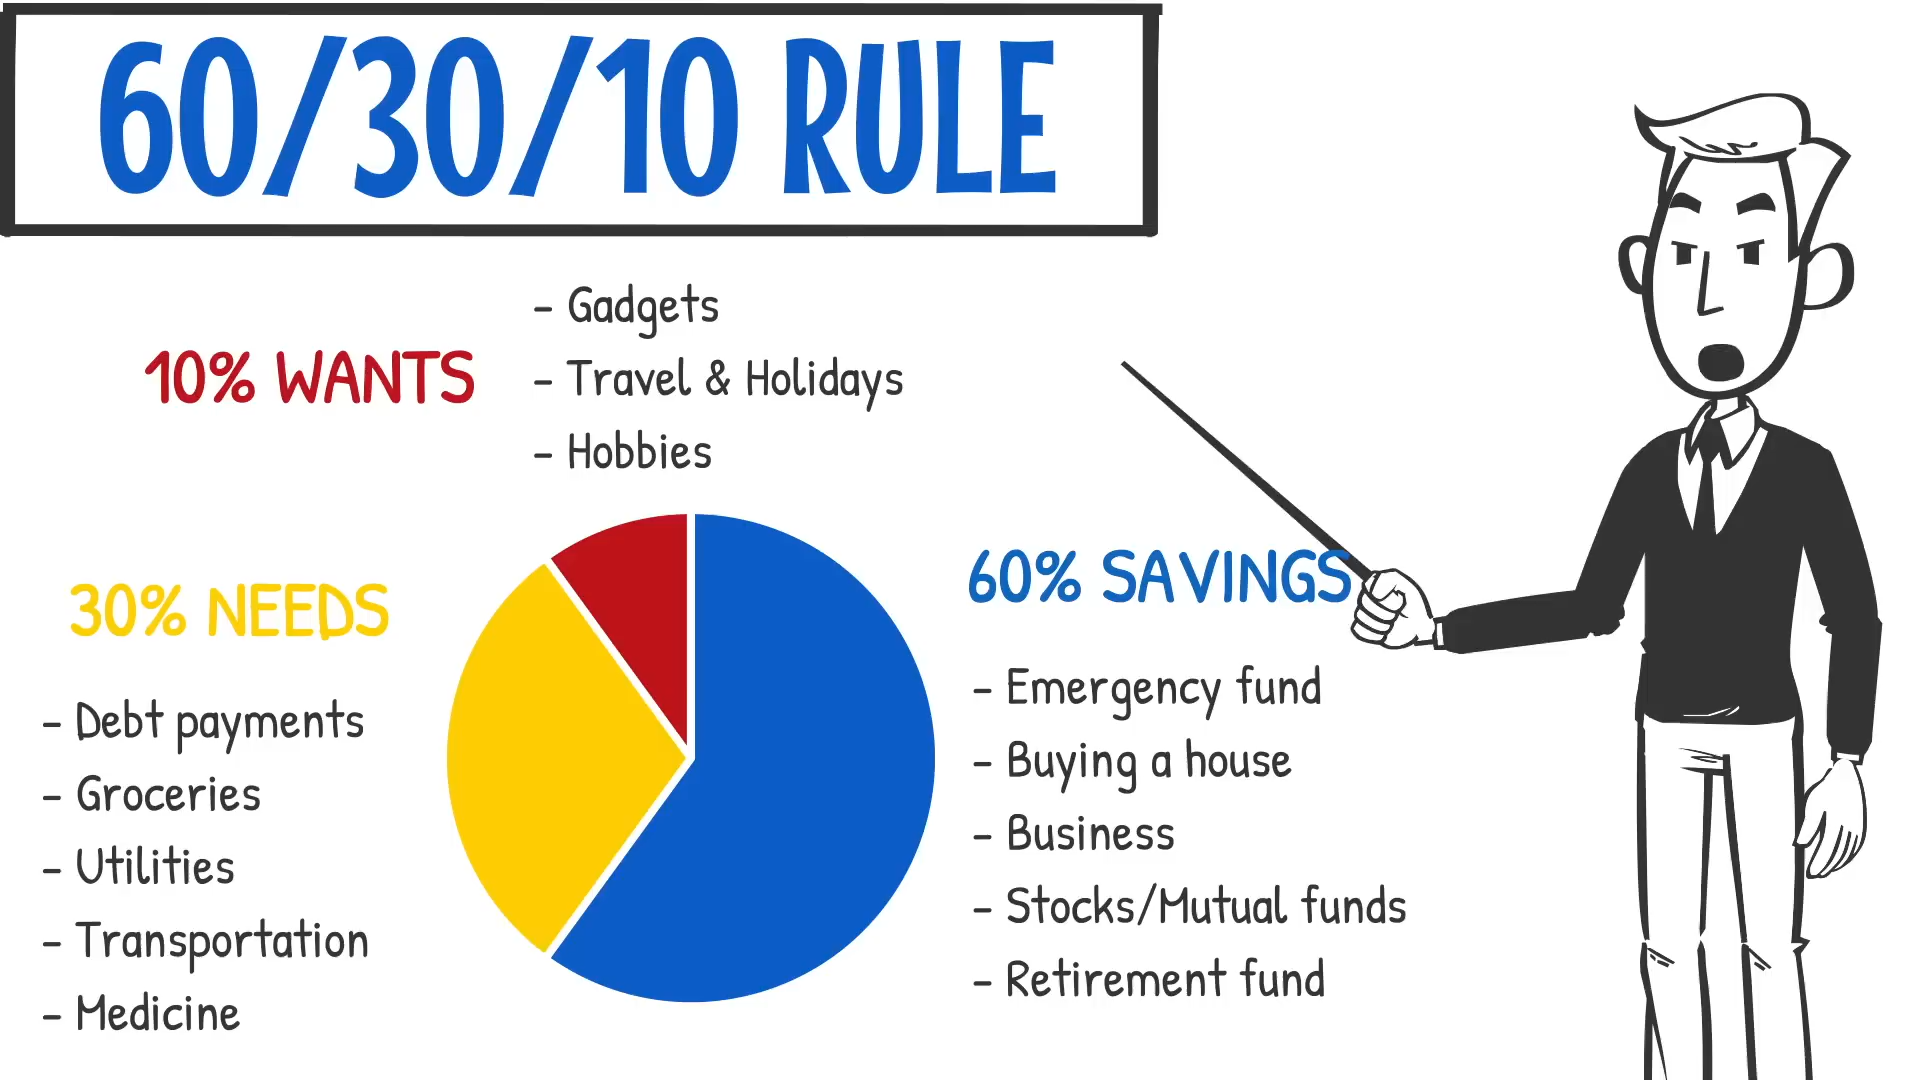 60/30/10 RULE
10% WANTS
- Gadgets
- Travel & Holidays
- Hobbies
30% NEEDS
- Debt payments
- Groceries
- Utilities
- Transportation
- Medicine
60% SAVINGS
- Emergency fund
- Buying a house
- Business
- Stocks/Mutual funds
- Retirement fund